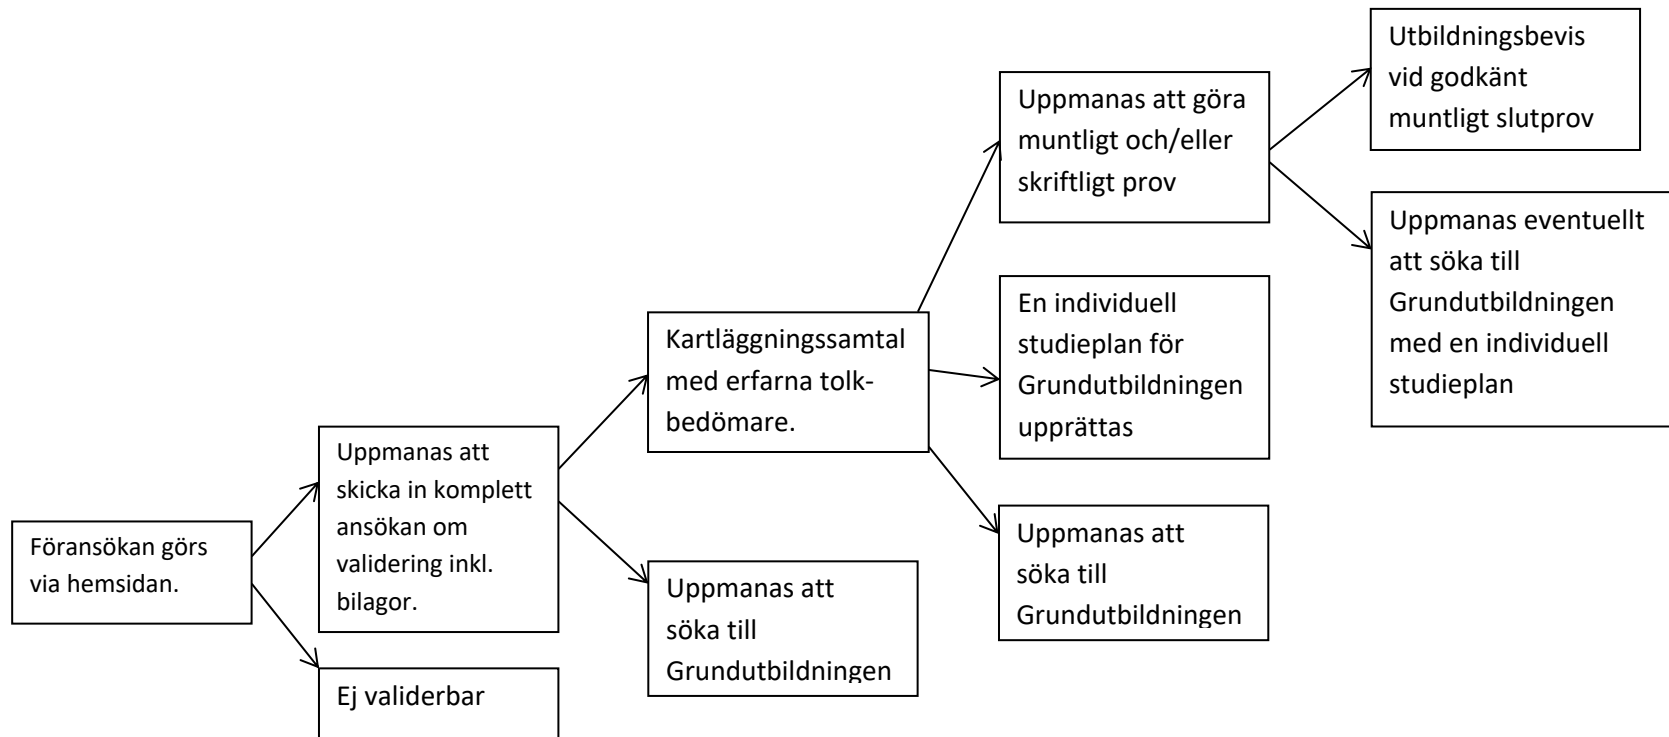 Föransökan görs
via hemsidan.
Uppmanas att
skicka in komplett
ansökan om
validering inkl.
bilagor.
Ej validerbar
Kartläggningssamtal
med erfarna tolk-
bedömare.
Uppmanas att
söka till
Grundutbildningen
Uppmanas att göra
muntligt och/eller
skriftligt prov
En individuell
studieplan för
Grundutbildningen
upprättas
Uppmanas att
söka till
Grundutbildningen
Utbildningsbevis
vid godkänt
muntligt slutprov
Uppmanas eventuellt
att söka till
Grundutbildningen
med en individuell
studieplan